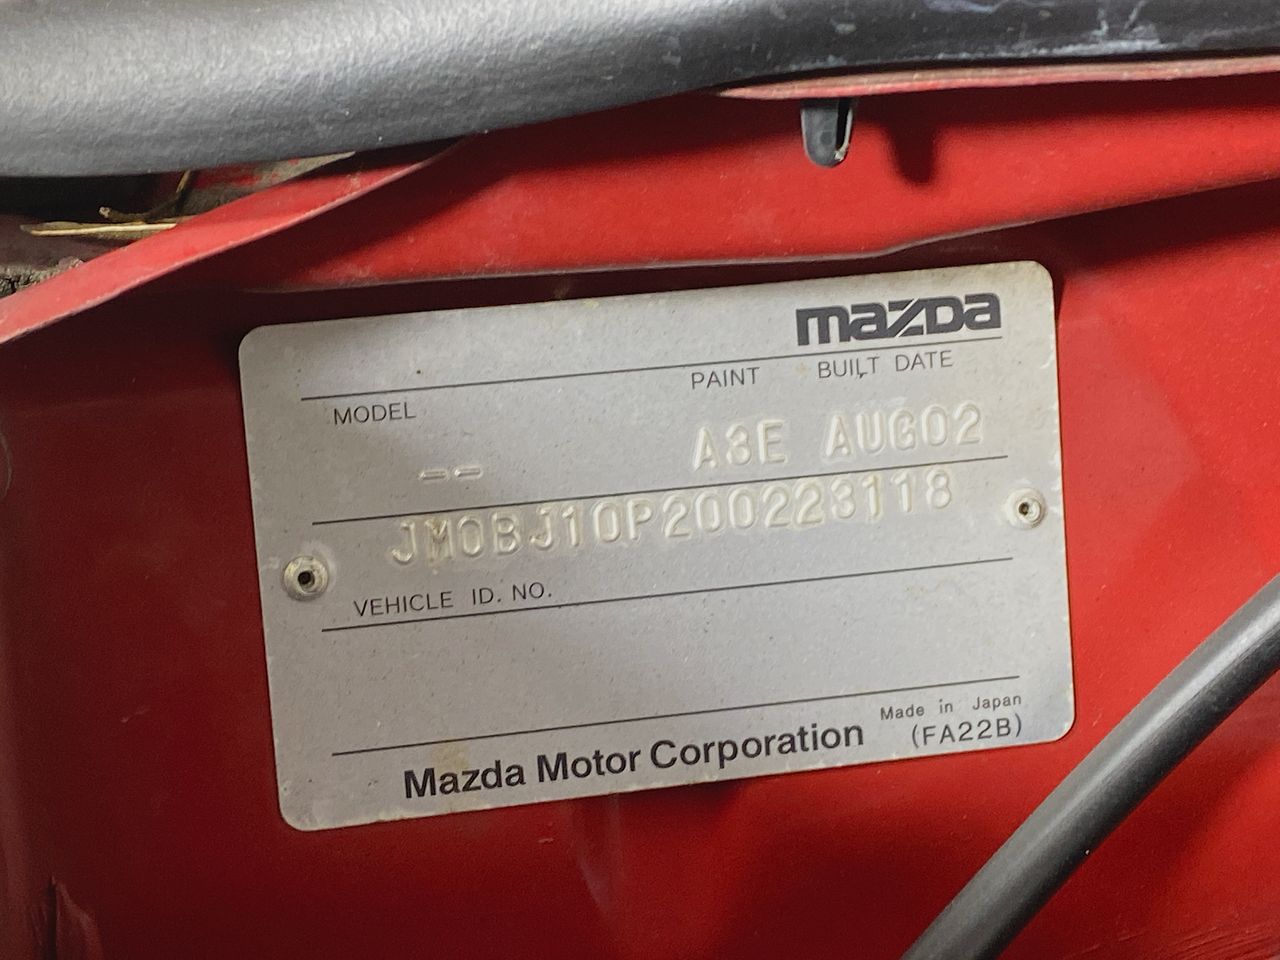 mazda
MODEL PAINT BUILT DATE
-- A3E AUG02
JM0BJ10P200223118
VEHICLE ID. NO.
Mazda Motor Corporation Made in Japan
(FA22B)